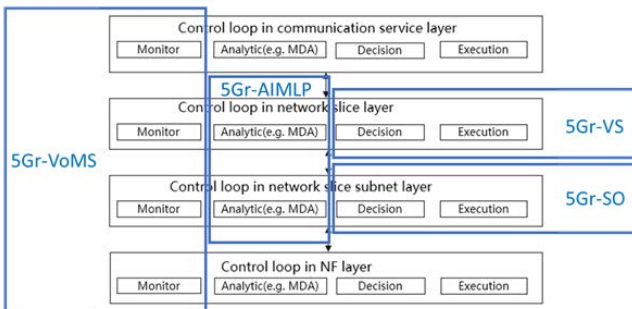 Control loop in communication service layer
Monitor Analytic(e.g. MDA) Decision Execution
5Gr-AIMLP
Control loop in network slice layer
Monitor Analytic(e.g. MDA) Decision Execution
5Gr-VS
5Gr-VoMS
Control loop in network slice subnet layer
Monitor Analytic(e.g. MDA) Decision Execution
5Gr-SO
Control loop in NF layer
Monitor Analytic(e.g. MDA) Decision Execution